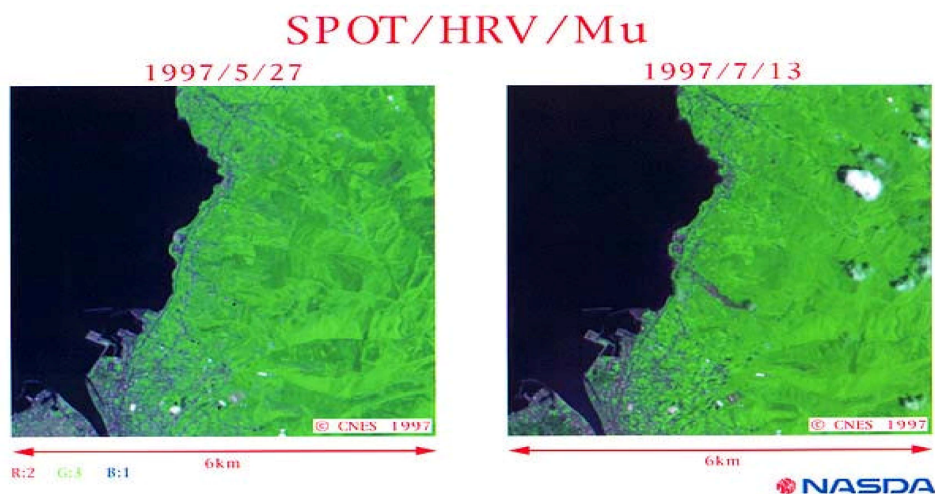 SPOT/HRV/Mu
1997/5/27
1997/7/13
© CNES 1997
© CNES 1997
6km
6km
R:2 G:3 B:1
NASDA